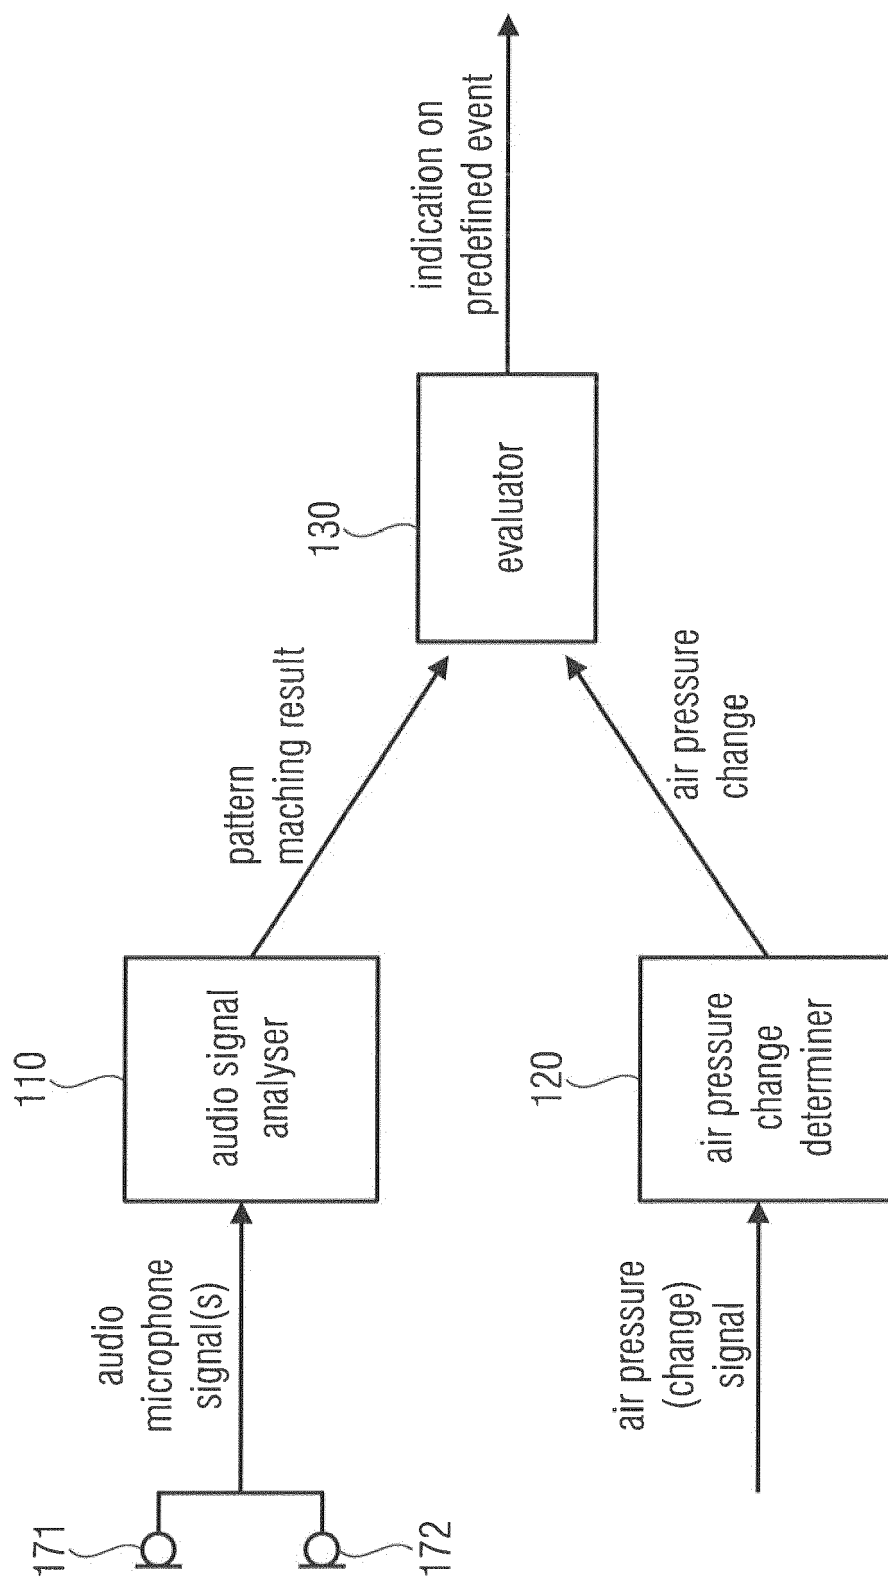 171
172
audio
microphone
signal(s)
110
audio signal
analyser
pattern
maching result
air pressure
(change)
signal
120
air pressure
change
determiner
air pressure
change
130
evaluator
indication on
predefined event